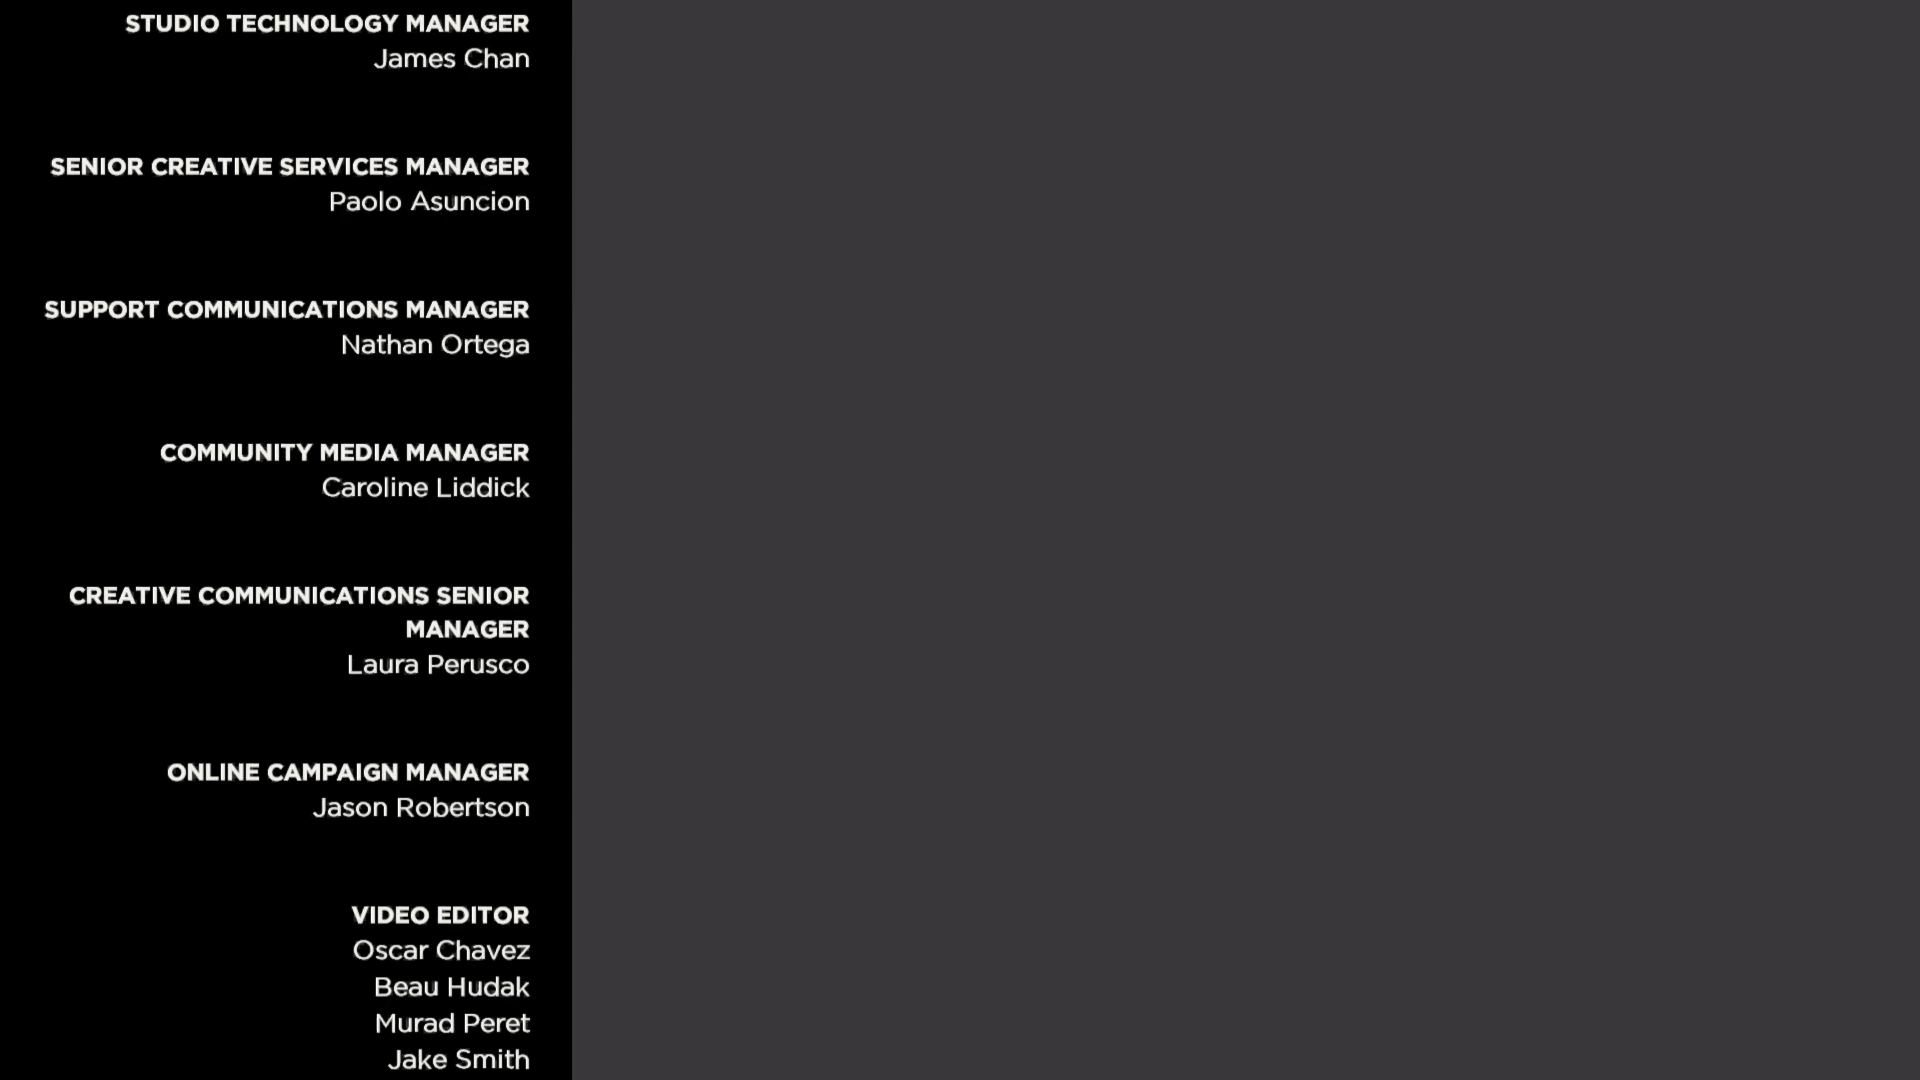 STUDIO TECHNOLOGY MANAGER
James Chan
SENIOR CREATIVE SERVICES MANAGER
Paolo Asuncion
SUPPORT COMMUNICATIONS MANAGER
Nathan Ortega
COMMUNITY MEDIA MANAGER
Caroline Liddick
CREATIVE COMMUNICATIONS SENIOR
MANAGER
Laura Perusco
ONLINE CAMPAIGN MANAGER
Jason Robertson
VIDEO EDITOR
Oscar Chavez
Beau Hudak
Murad Peret
Jake Smith